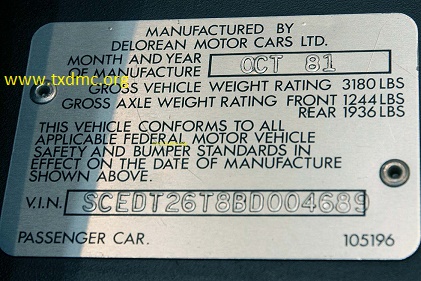 MANUFACTURED BY
DELOREAN MOTOR CARS LTD.
MONTH AND YEAR
OF MANUFACTURE OCT 81
www.txdmc.org
GROSS VEHICLE WEIGHT RATING 3180 LBS
GROSS AXLE WEIGHT RATING FRONT 1244 LBS
REAR 1936 LBS
THIS VEHICLE CONFORMS TO ALL
APPLICABLE FEDERAL MOTOR VEHICLE
SAFETY AND BUMPER STANDARDS IN
EFFECT ON THE DATE OF MANUFACTURE
SHOWN ABOVE.
V.I.N. SCEDT26T8BD004689
PASSENGER CAR. 105196